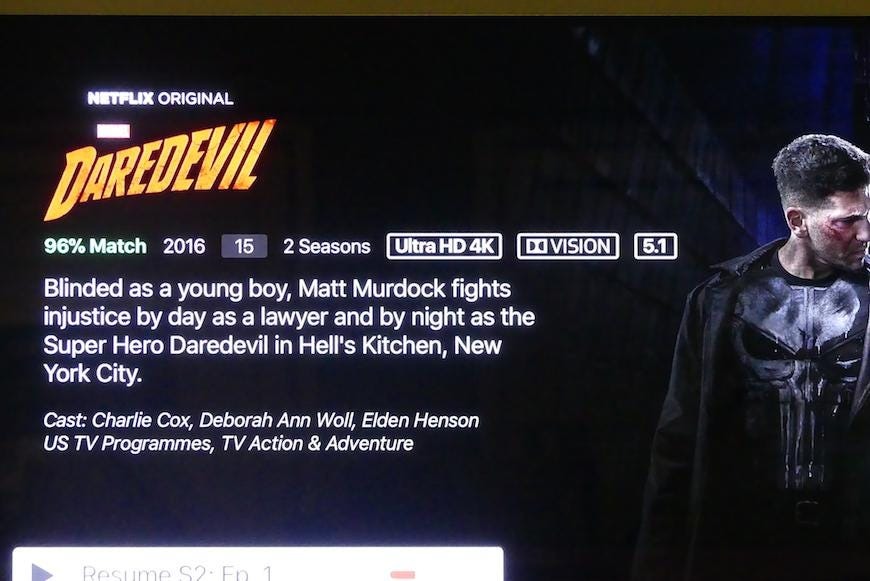 NETFLIX ORIGINAL
MARVEL
DAREDEVIL
96% Match 2016 15 2 Seasons Ultra HD 4K VISION 5.1
Blinded as a young boy, Matt Murdock fights
injustice by day as a lawyer and by night as the
Super Hero Daredevil in Hell's Kitchen, New
York City.
Cast: Charlie Cox, Deborah Ann Woll, Elden Henson
US TV Programmes, TV Action & Adventure
Resume S2: Ep. 1